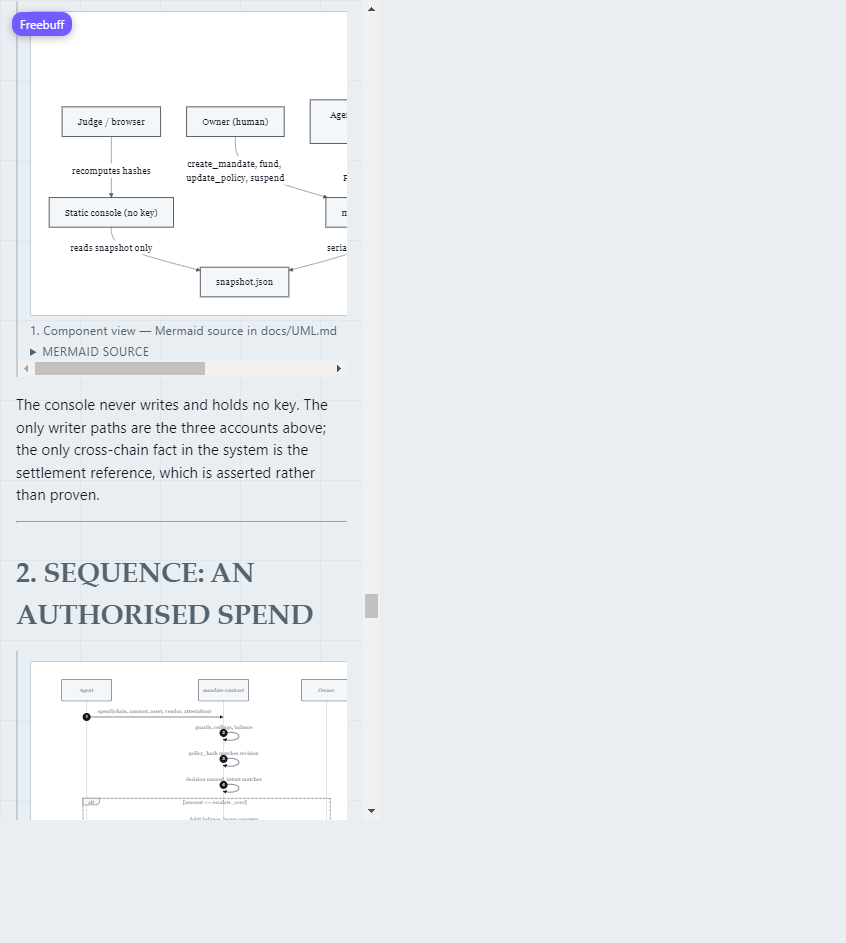 Freebuff
Judge / browser
Owner (human)
recomputes hashes
create_mandate, fund,
update_policy, suspend
Static console (no key)
reads snapshot only
snapshot.json
1. Component view — Mermaid source in docs/UML.md
▶ MERMAID SOURCE
The console never writes and holds no key. The
only writer paths are the three accounts above;
the only cross-chain fact in the system is the
settlement reference, which is asserted rather
than proven.
2. SEQUENCE: AN
AUTHORISED SPEND
Agent
mandate contract
Owner
spend(chain, amount, asset, vendor, attestation)
guards, ceilings, balance
policy_hash matches revision
decision unused, intent matches
alt